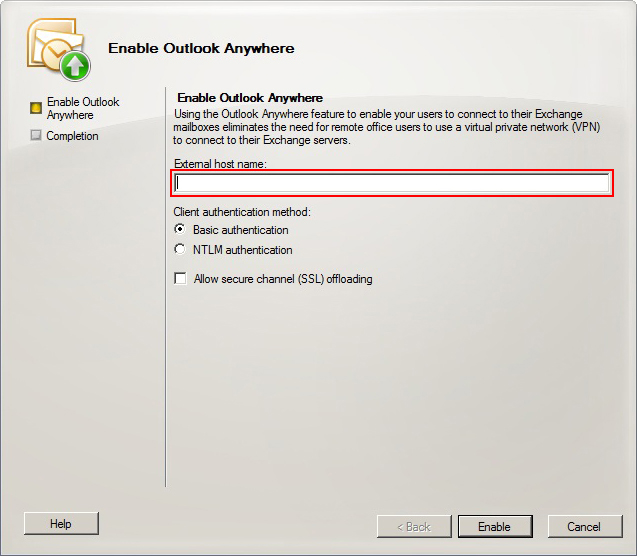 Enable Outlook Anywhere
Enable Outlook
Anywhere
Completion
Enable Outlook Anywhere
Using the Outlook Anywhere feature to enable your users to connect to their Exchange
mailboxes eliminates the need for remote office users to use a virtual private network (VPN)
to connect to their Exchange servers.
External host name:
Client authentication method:
Basic authentication
NTLM authentication
Allow secure channel (SSL) offloading
Help
< Back
Enable
Cancel